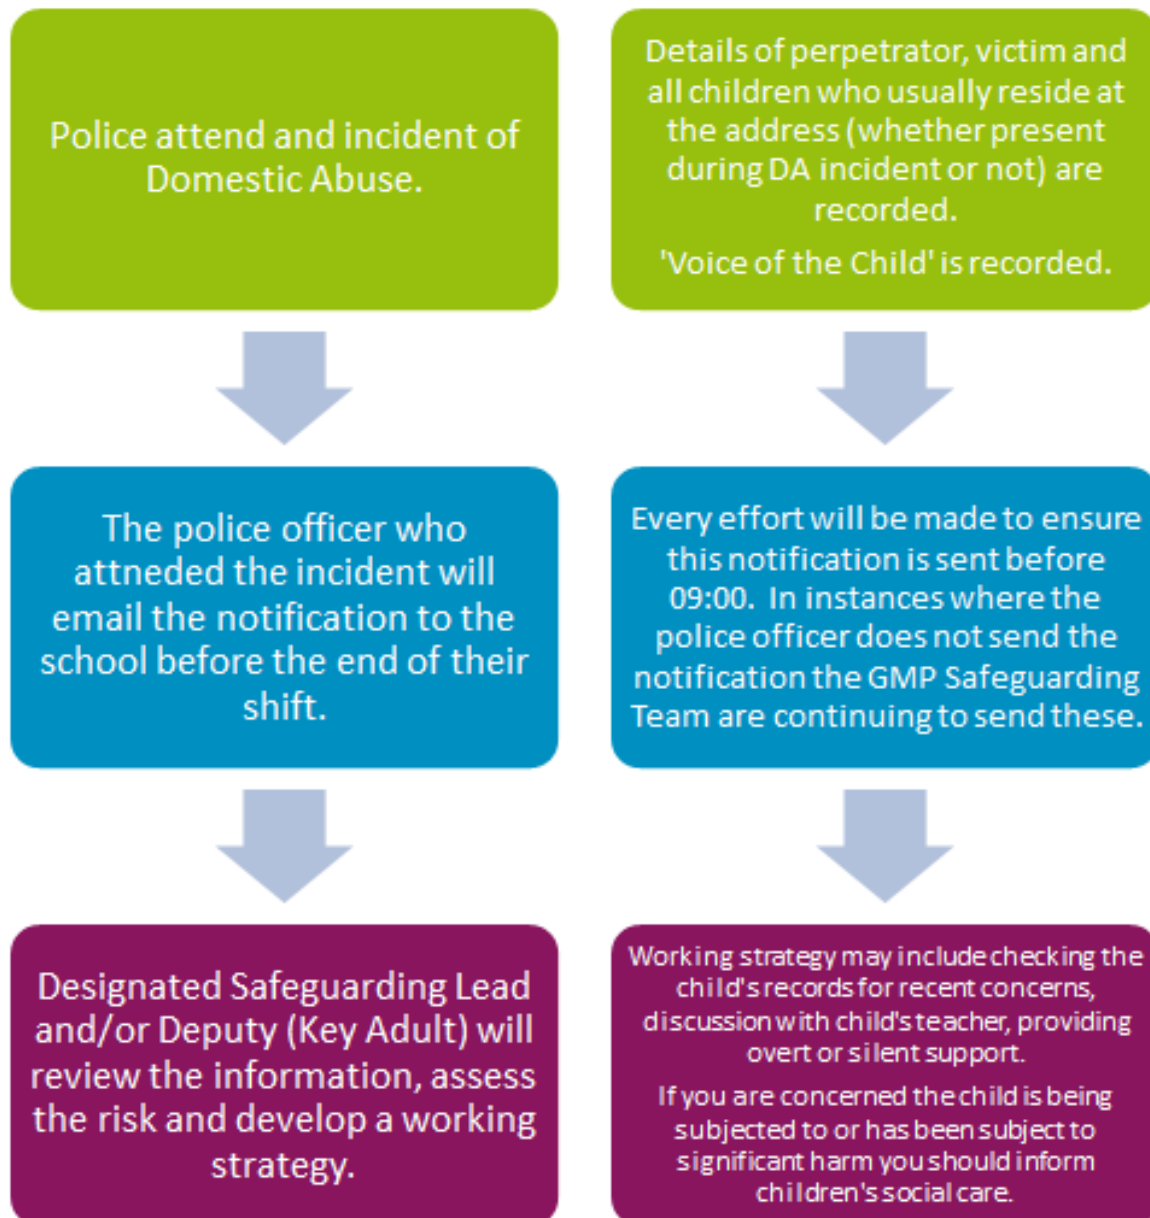 Police attend and incident of
Domestic Abuse.
Details of perpetrator, victim and
all children who usually reside at
the address (whether present
during DA incident or not) are
recorded.
'Voice of the Child' is recorded.
The police officer who
attneded the incident will
email the notification to the
school before the end of their
shift.
Every effort will be made to ensure
this notification is sent before
09:00. In instances where the
police officer does not send the
notification the GMP Safeguarding
Team are continuing to send these.
Designated Safeguarding Lead
and/or Deputy (Key Adult) will
review the information, assess
the risk and develop a working
strategy.
Working strategy may include checking the
child's records for recent concerns,
discussion with child's teacher, providing
overt or silent support.
If you are concerned the child is being
subjected to or has been subject to
significant harm you should inform
children's social care.